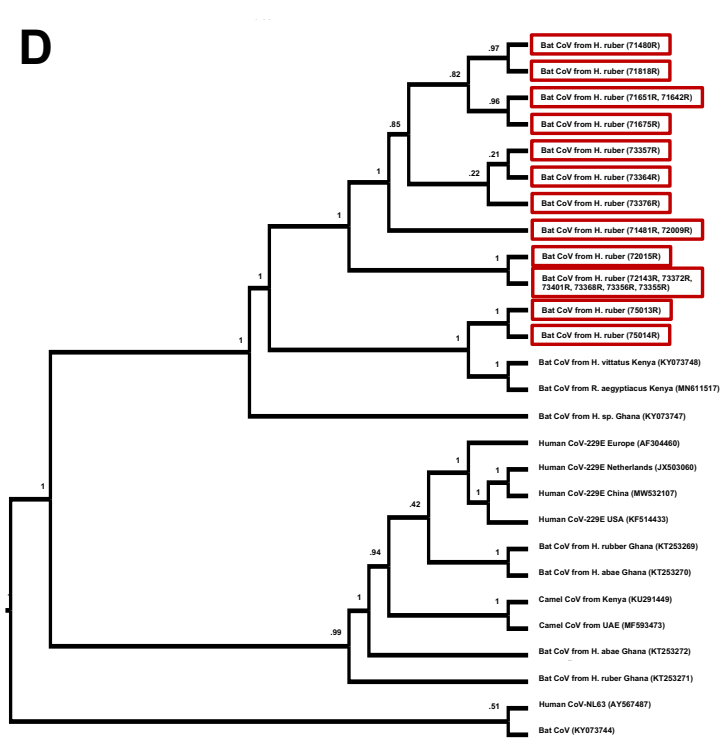 D
.97
Bat CoV from H. ruber (71480R)
.82
Bat CoV from H. ruber (71818R)
.96
Bat CoV from H. ruber (71651R, 71642R)
.85
Bat CoV from H. ruber (71675R)
.21
Bat CoV from H. ruber (73357R)
.22
Bat CoV from H. ruber (73364R)
1
Bat CoV from H. ruber (73376R)
1
Bat CoV from H. ruber (71481R, 72009R)
1
Bat CoV from H. ruber (72015R)
1
Bat CoV from H. ruber (72143R, 73372R,
73401R, 73368R, 73356R, 73355R)
1
Bat CoV from H. ruber (75013R)
1
Bat CoV from H. ruber (75014R)
1
1
Bat CoV from H. vittatus Kenya (KY073748)
Bat CoV from R. aegyptiacus Kenya (MN611517)
Bat CoV from H. sp. Ghana (KY073747)
Human CoV-229E Europe (AF304460)
1
1
Human CoV-229E Netherlands (JX503060)
1
1
Human CoV-229E China (MW532107)
.42
Human CoV-229E USA (KF514433)
.94
1
Bat CoV from H. rubber Ghana (KT253269)
Bat CoV from H. abae Ghana (KT253270)
1
1
Camel CoV from Kenya (KU291449)
.99
Camel CoV from UAE (MF593473)
Bat CoV from H. abae Ghana (KT253272)
Bat CoV from H. ruber Ghana (KT253271)
.51
Human CoV-NL63 (AY567487)
Bat CoV (KY073744)